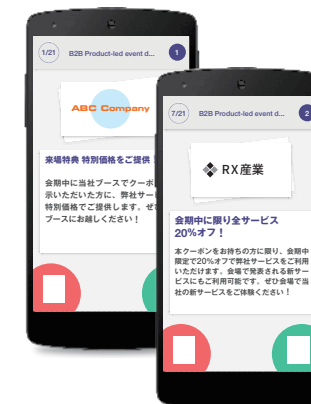 1/21
B2B Product-led event d...
1
ABC Company
来場特典 特別価格をご提供!
会期中に当社ブースでクーポ
示いただいた方に、弊社サー
特別価格でご提供します。ぜ
ブースにお越しください!
7/21
B2B Product-led event d...
2
RX産業
会期中に限り全サービス
20%オフ!
本クーポンをお持ちの方に限り、会期中
限定で20%オフで弊社サービスをご利用
いただけます。会場で発表される新サー
ビスにもご利用可能です。ぜひ会場で当
社の新サービスをご体験ください!